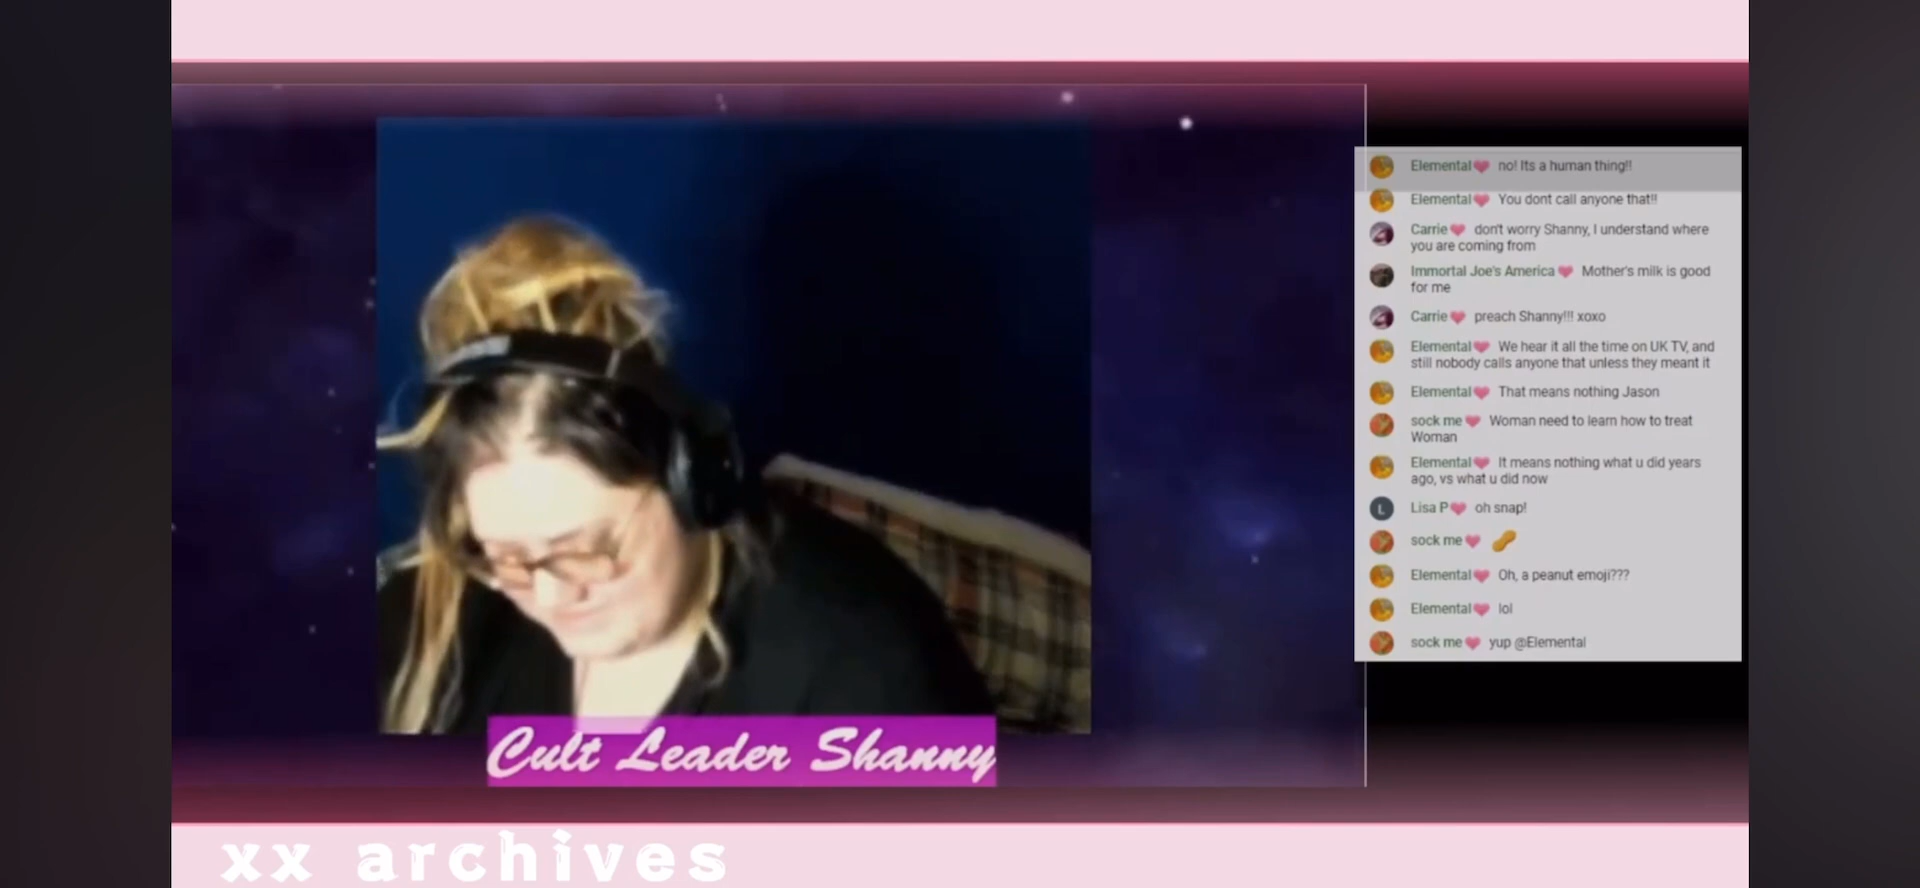 Elemental no! Its a human thing!!
Elemental You dont call anyone that!!
Carrie don't worry Shanny, I understand where
you are coming from
Immortal Joe's America Mother's milk is good
for me
Carrie preach Shanny!!! xoxo
Elemental We hear it all the time on UK TV, and
still nobody calls anyone that unless they meant it
Elemental That means nothing Jason
sock me Woman need to learn how to treat
Woman
Elemental It means nothing what u did years
ago, vs what u did now
L Lisa P oh snap!
sock me
Elemental Oh, a peanut emoji???
Elemental lol
sock me yup @Elemental
Cult Leader Shanny
xx archives